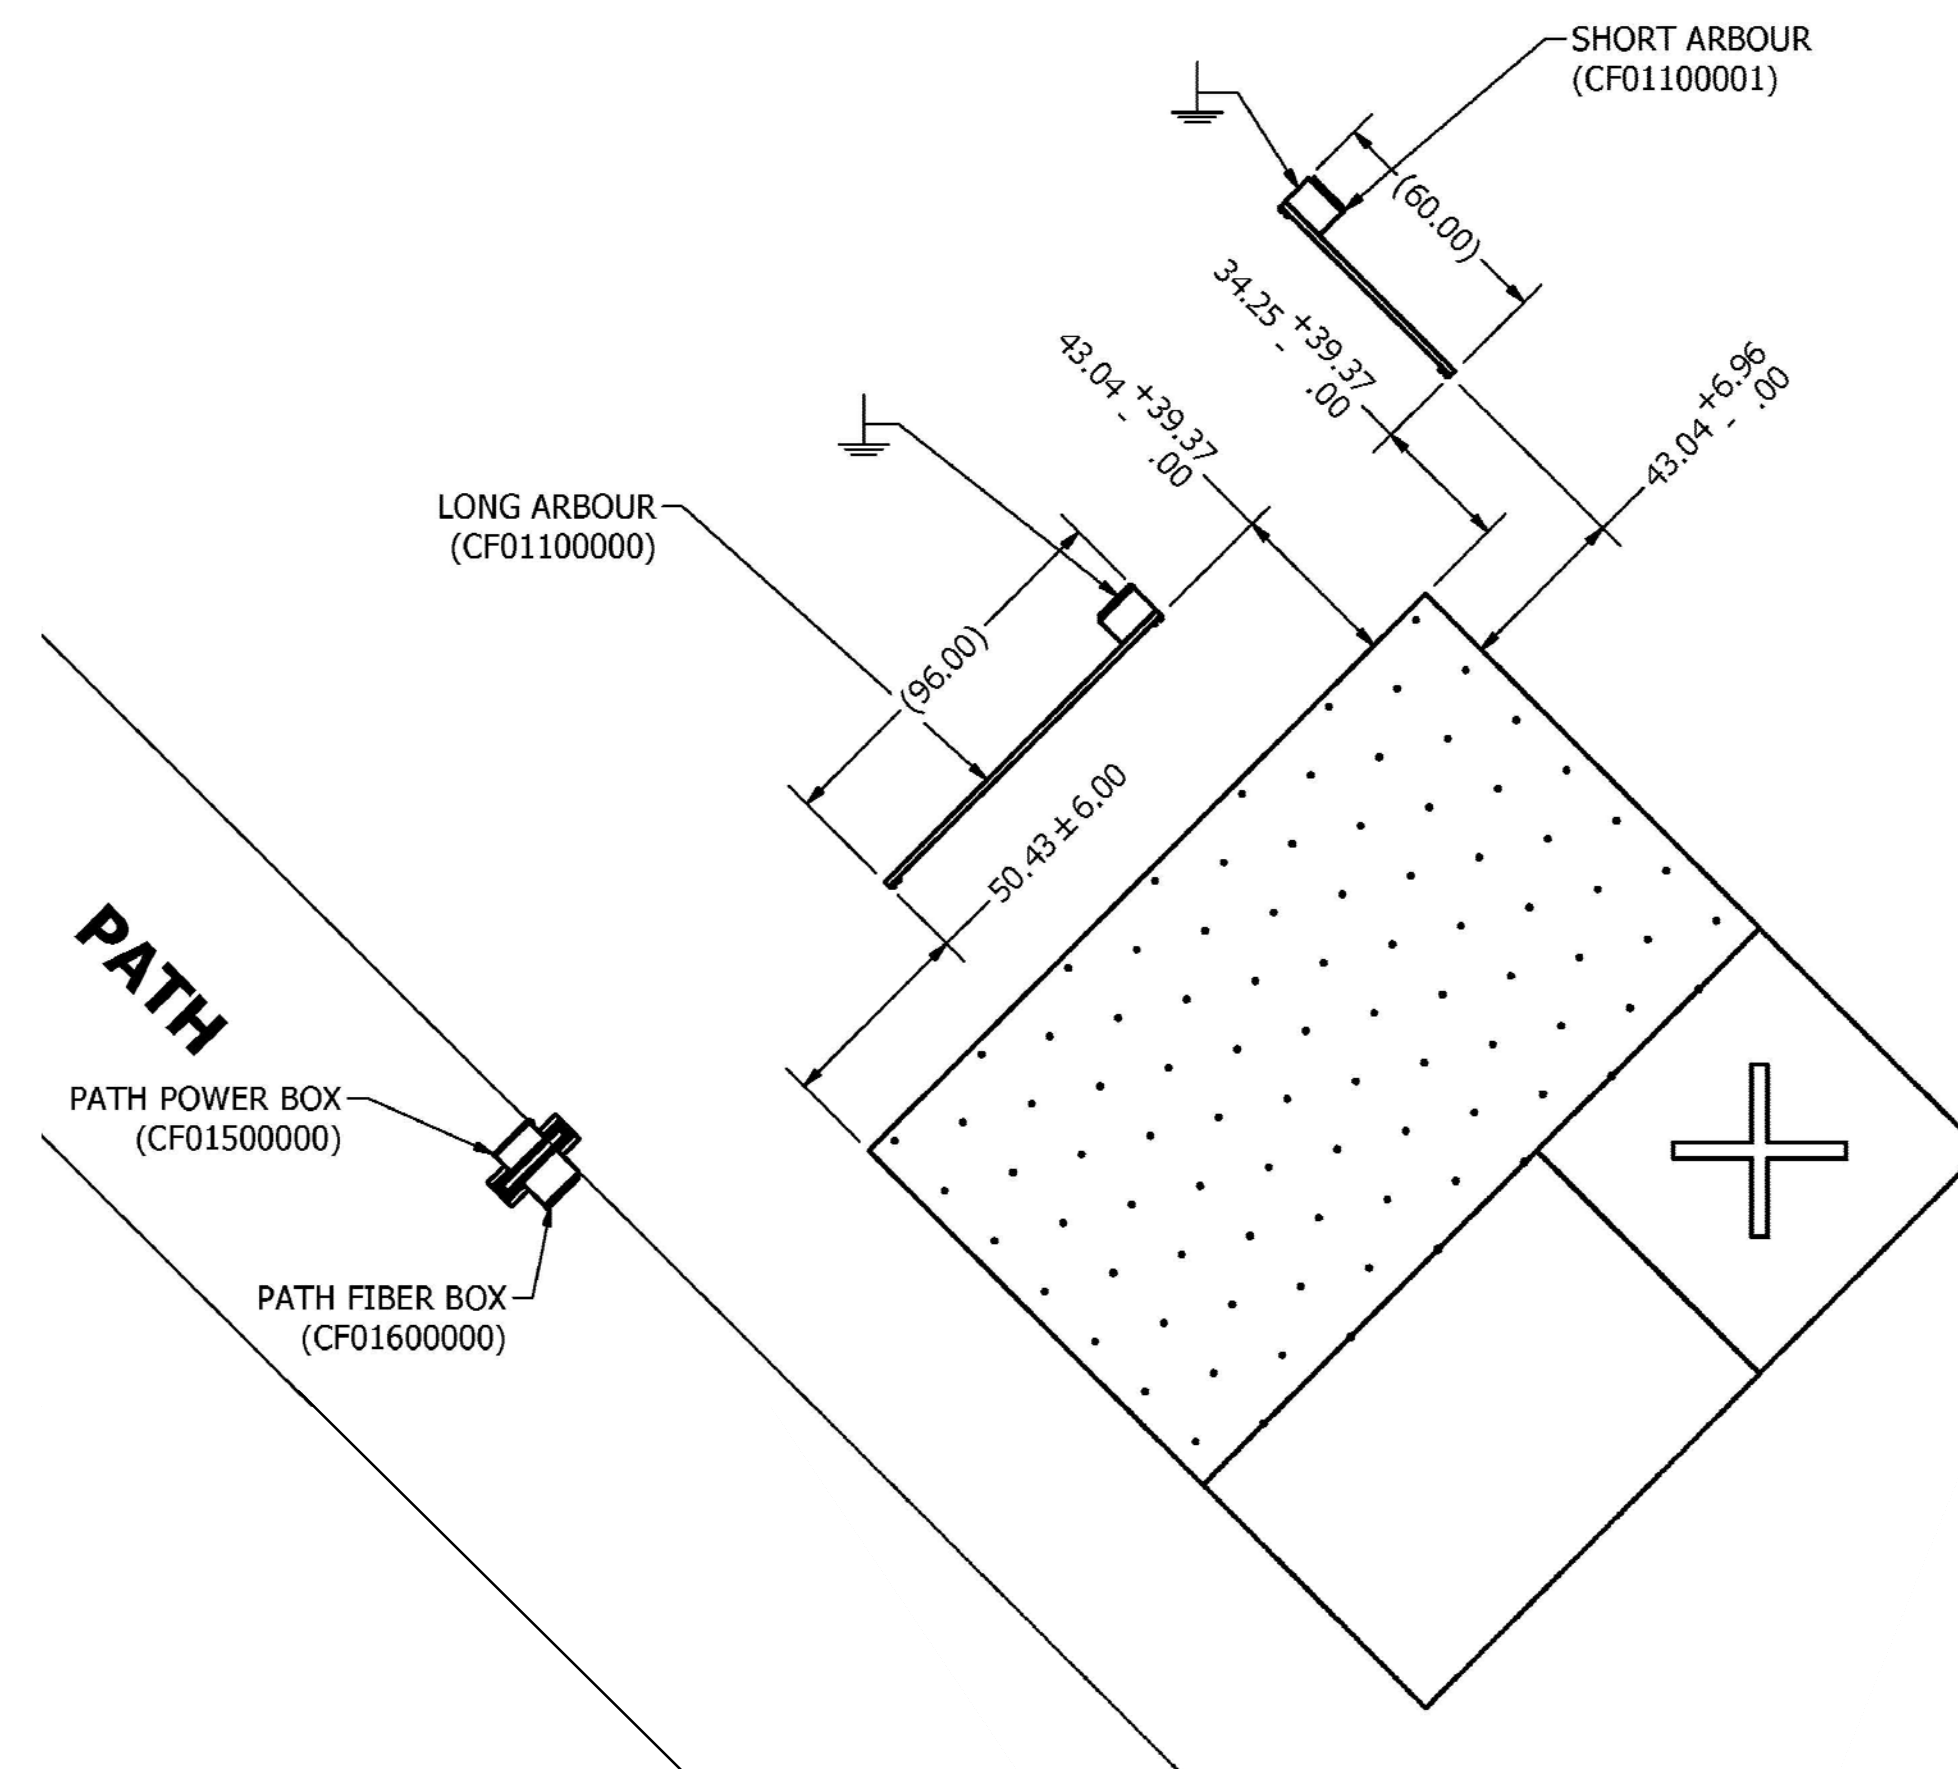 SHORT ARBOUR
(CF01100001)
(60.00)
34.25 +39.37
- .00
43.04 +39.37
- .00
43.04 +6.96
- .00
LONG ARBOUR
(CF01100000)
(96.00)
50.43±6.00
PATH
PATH POWER BOX
(CF01500000)
PATH FIBER BOX
(CF01600000)